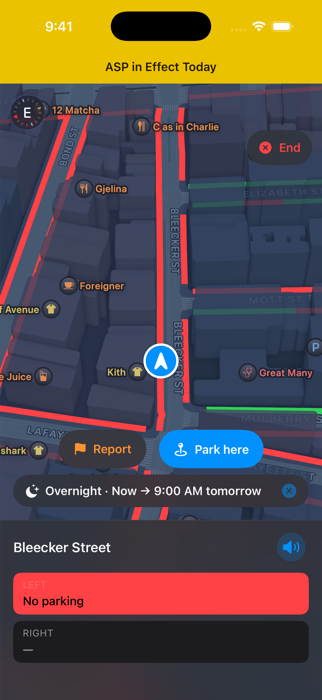 9:41
ASP in Effect Today
E
12 Matcha
C as in Charlie
BOND ST
End
Gjelina
ELIZABETH ST
BLEECKER ST
Foreigner
MOTT ST
f Avenue
P
BLEECKER ST
e Juice
Kith
Great Many
MULBERRY S
LAFAY
shark
Report
Park here
YETTE ST
Overnight · Now → 9:00 AM tomorrow
Bleecker Street
LEFT
No parking
RIGHT
—